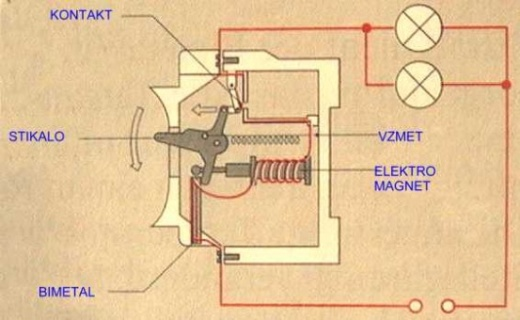 KONTAKT
STIKALO
VZMET
ELEKTRO
MAGNET
BIMETAL